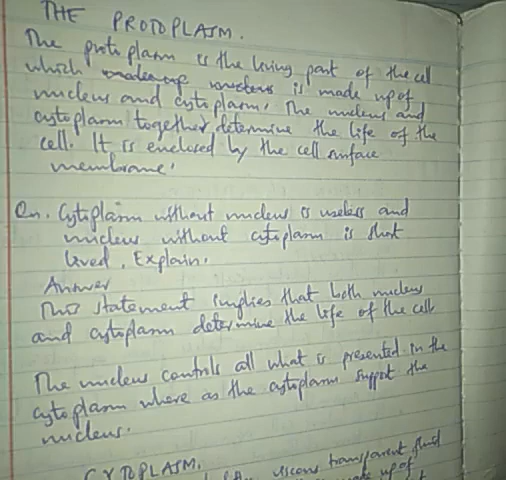 THE PROTOPLASM.
The protoplasm is the living part of the cell
which is made up of
nucleus and cytoplasm. The nucleus and
cytoplasm together, determine the life of the
cell. It is enclosed by the cell surface
membrane.
Qn. Cytoplasm without nucleus is useless and
nucleus without cytoplasm is short
lived. Explain.
Answer
This statement implies that both nucleus
and cytoplasm determine the life of the cell
The nucleus controls all what is presented in the
cytoplasm where as the cytoplasm support the
nucleus.
CYTOPLASM.
viscous transparent fluid
made up of